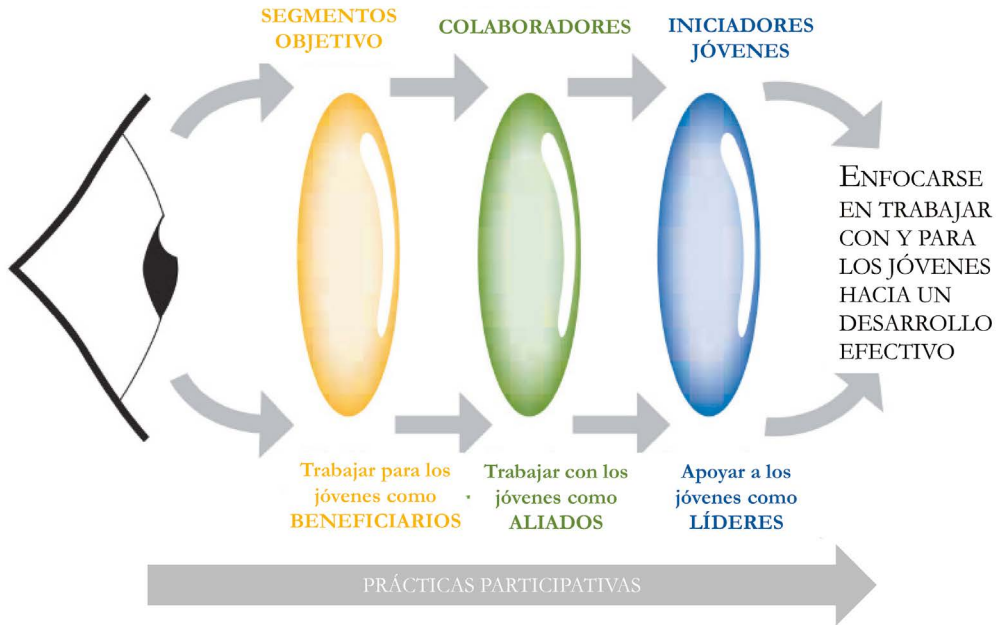 SEGMENTOS
OBJETIVO
COLABORADORES
INICIADORES
JÓVENES
ENFOCARSE
EN TRABAJAR
CON Y PARA
LOS JÓVENES
HACIA UN
DESARROLLO
EFECTIVO
Trabajar para los
jóvenes como
BENEFICIARIOS
Trabajar con los
jóvenes como
ALIADOS
Apoyar a los
jóvenes como
LÍDERES
PRÁCTICAS PARTICIPATIVAS